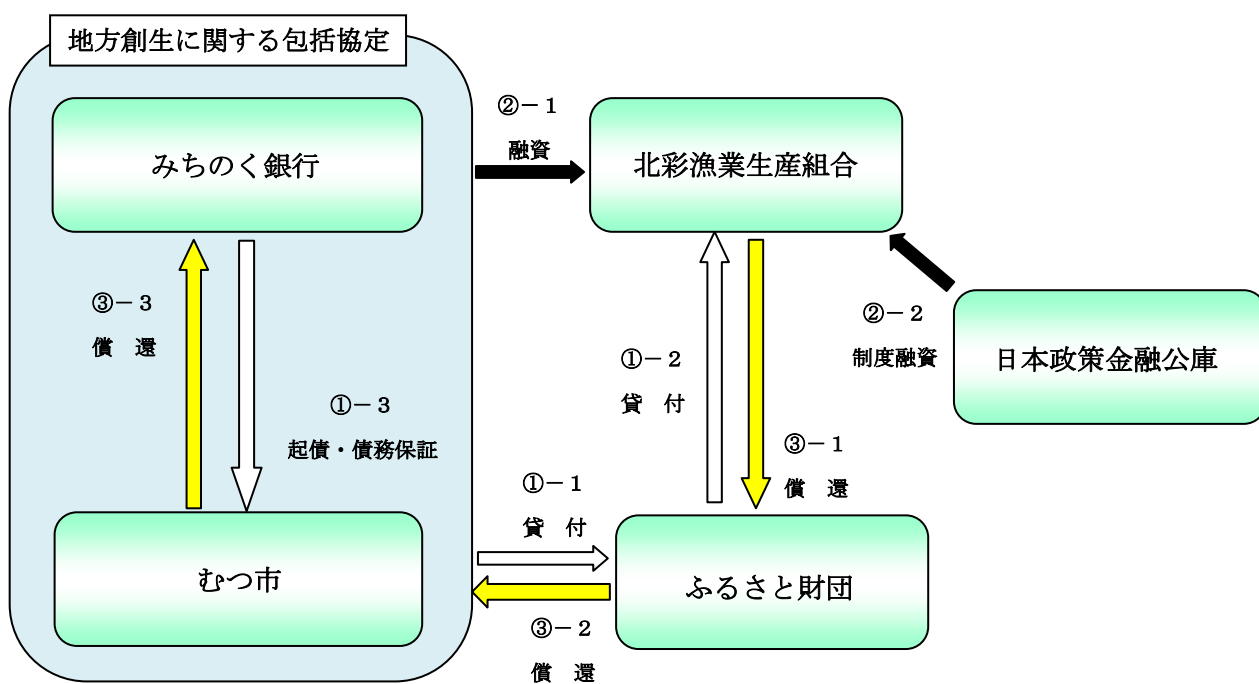 地方創生に関する包括協定
みちのく銀行
②－１
融資
北彩漁業生産組合
③－３
償　還
①－３
起債・債務保証
①－２
貸　付
②－２
制度融資
日本政策金融公庫
③－１
償　還
①－１
貸　付
むつ市
ふるさと財団
③－２
償　還